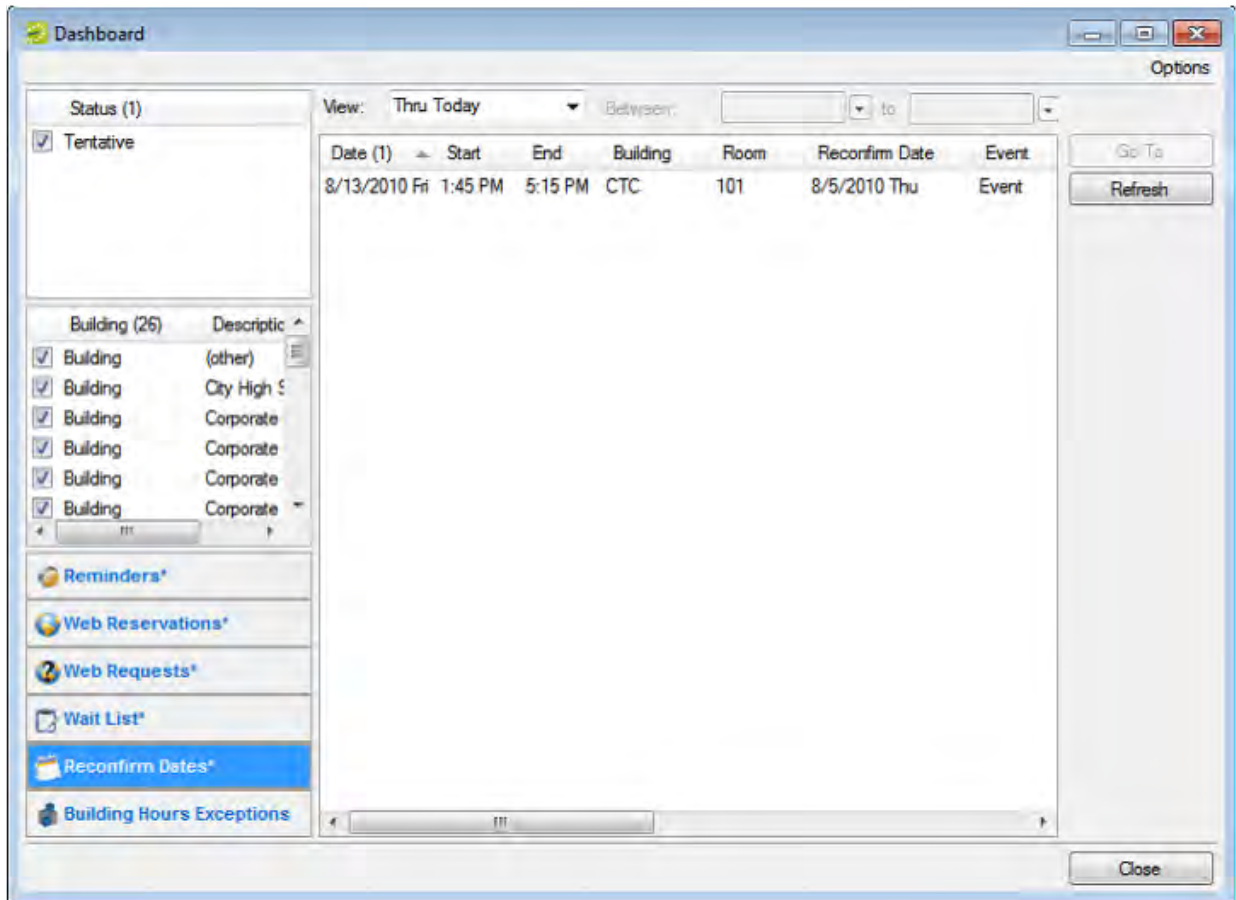 Dashboard
Options
Status (1)
Tentative
View: Thru Today Between: to
Date (1) Start End Building Room Reconfirm Date Event
8/13/2010 Fri 1:45 PM 5:15 PM CTC 101 8/5/2010 Thu Event
Go To
Refresh
Building (26) Descriptic
Building (other)
Building City High S
Building Corporate
Building Corporate
Building Corporate
Building Corporate
Reminders*
Web Reservations*
Web Requests*
Wait List*
Reconfirm Dates*
Building Hours Exceptions
Close